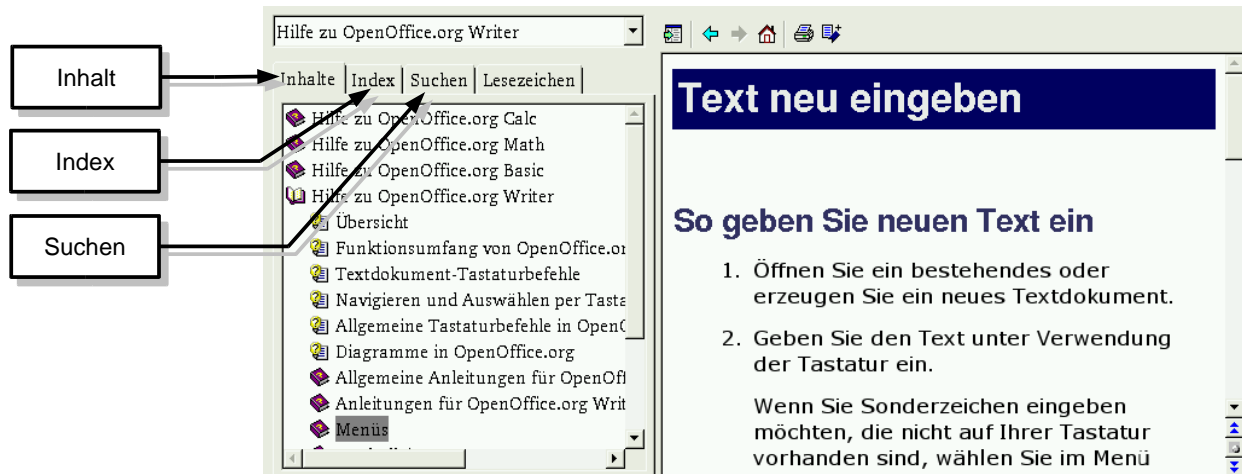 Hilfe zu OpenOffice.org Writer
Inhalt
Index
Suchen
Inhalte
Index
Suchen
Lesezeichen
Hilfe zu OpenOffice.org Calc
Hilfe zu OpenOffice.org Math
Hilfe zu OpenOffice.org Basic
Hilfe zu OpenOffice.org Writer
Übersicht
Funktionsumfang von OpenOffice.or
Textdokument-Tastaturbefehle
Navigieren und Auswählen per Tasta
Allgemeine Tastaturbefehle in OpenO
Diagramme in OpenOffice.org
Allgemeine Anleitungen für OpenOff
Anleitungen für OpenOffice.org Writ
Menüs
Text neu eingeben
So geben Sie neuen Text ein
1. Öffnen Sie ein bestehendes oder
erzeugen Sie ein neues Textdokument.
2. Geben Sie den Text unter Verwendung
der Tastatur ein.
Wenn Sie Sonderzeichen eingeben
möchten, die nicht auf Ihrer Tastatur
vorhanden sind, wählen Sie im Menü